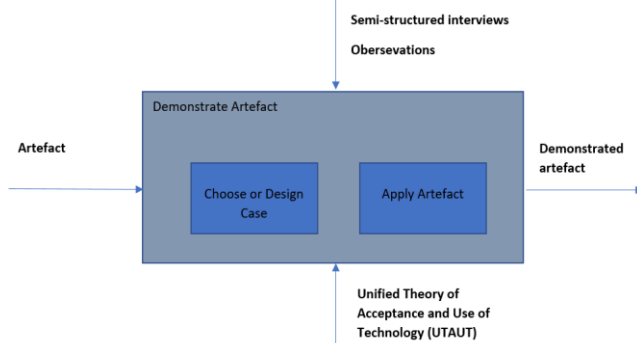 Semi-structured interviews
Obersevations
Demonstrate Artefact
Artefact
Demonstrated
artefact
Choose or Design
Case
Apply Artefact
Unified Theory of
Acceptance and Use of
Technology (UTAUT)